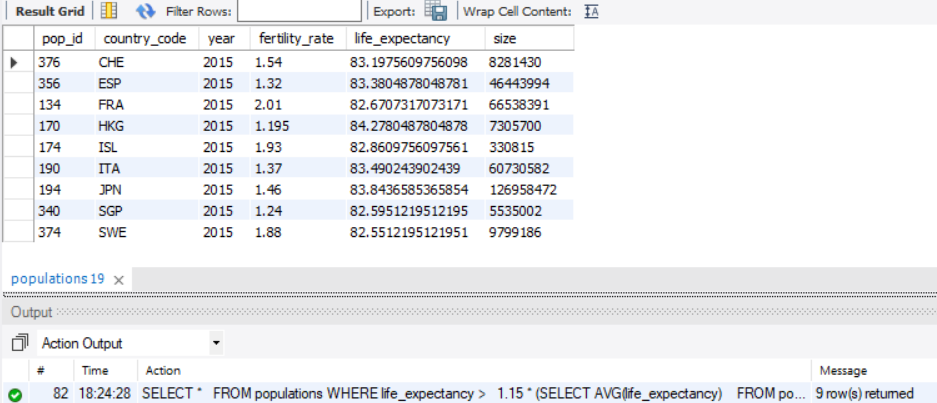 Result Grid Filter Rows: Export: Wrap Cell Content: IA
pop_id country_code year fertility_rate life_expectancy size
376 CHE 2015 1.54 83.1975609756098 8281430
356 ESP 2015 1.32 83.3804878048781 46443994
134 FRA 2015 2.01 82.6707317073171 66538391
170 HKG 2015 1.195 84.2780487804878 7305700
174 ISL 2015 1.93 82.8609756097561 330815
190 ITA 2015 1.37 83.490243902439 60730582
194 JPN 2015 1.46 83.8436585365854 126958472
340 SGP 2015 1.24 82.5951219512195 5535002
374 SWE 2015 1.88 82.5512195121951 9799186
populations 19
Output
Action Output
# Time Action Message
82 18:24:28 SELECT * FROM populations WHERE life_expectancy > 1.15 * (SELECT AVG(life_expectancy) FROM po... 9 row(s) returned